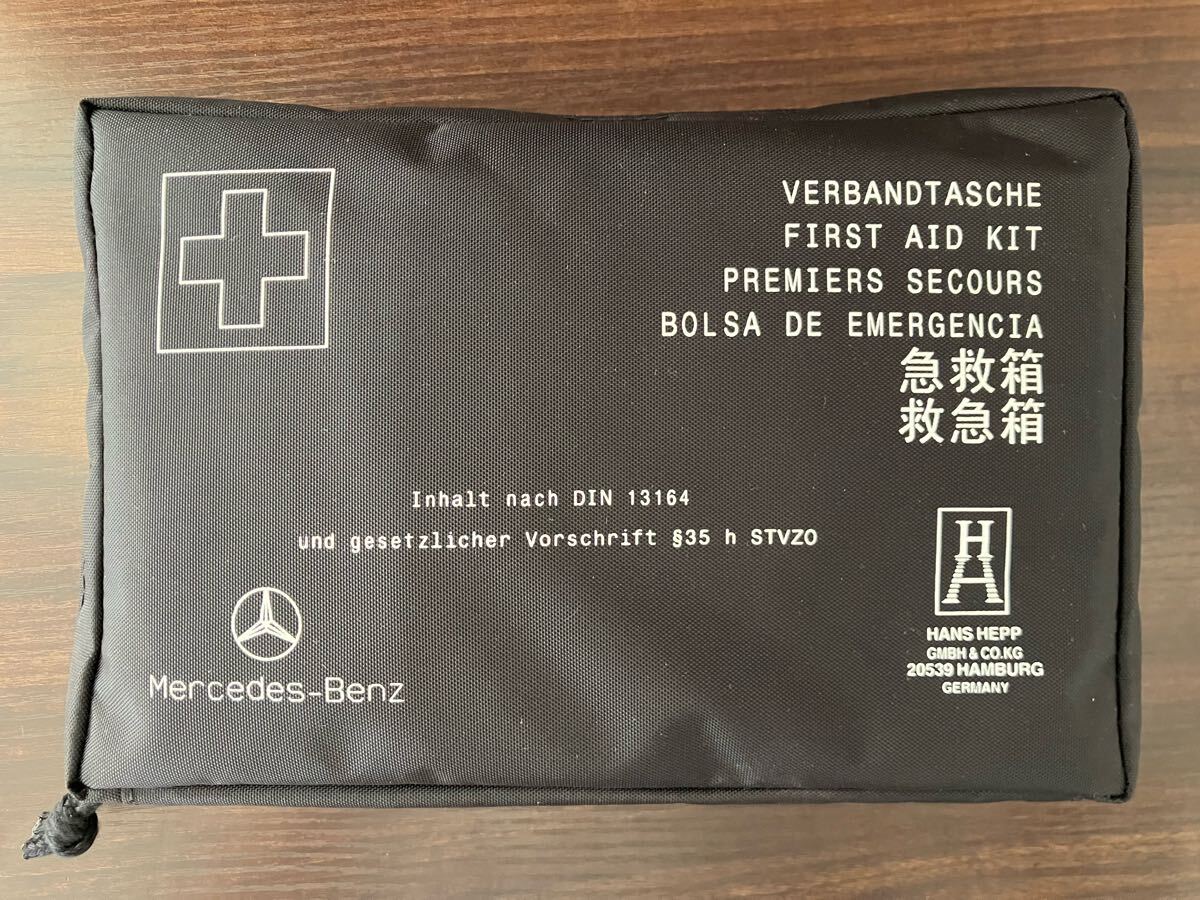 VERBANDTASCHE
FIRST AID KIT
PREMIERS SECOURS
BOLSA DE EMERGENCIA
急救箱
救急箱
Inhalt nach DIN 13164
und gesetzlicher Vorschrift §35 h STVZO
Mercedes-Benz
HA
HANS HEPP
GMBH & CO.KG
20539 HAMBURG
GERMANY